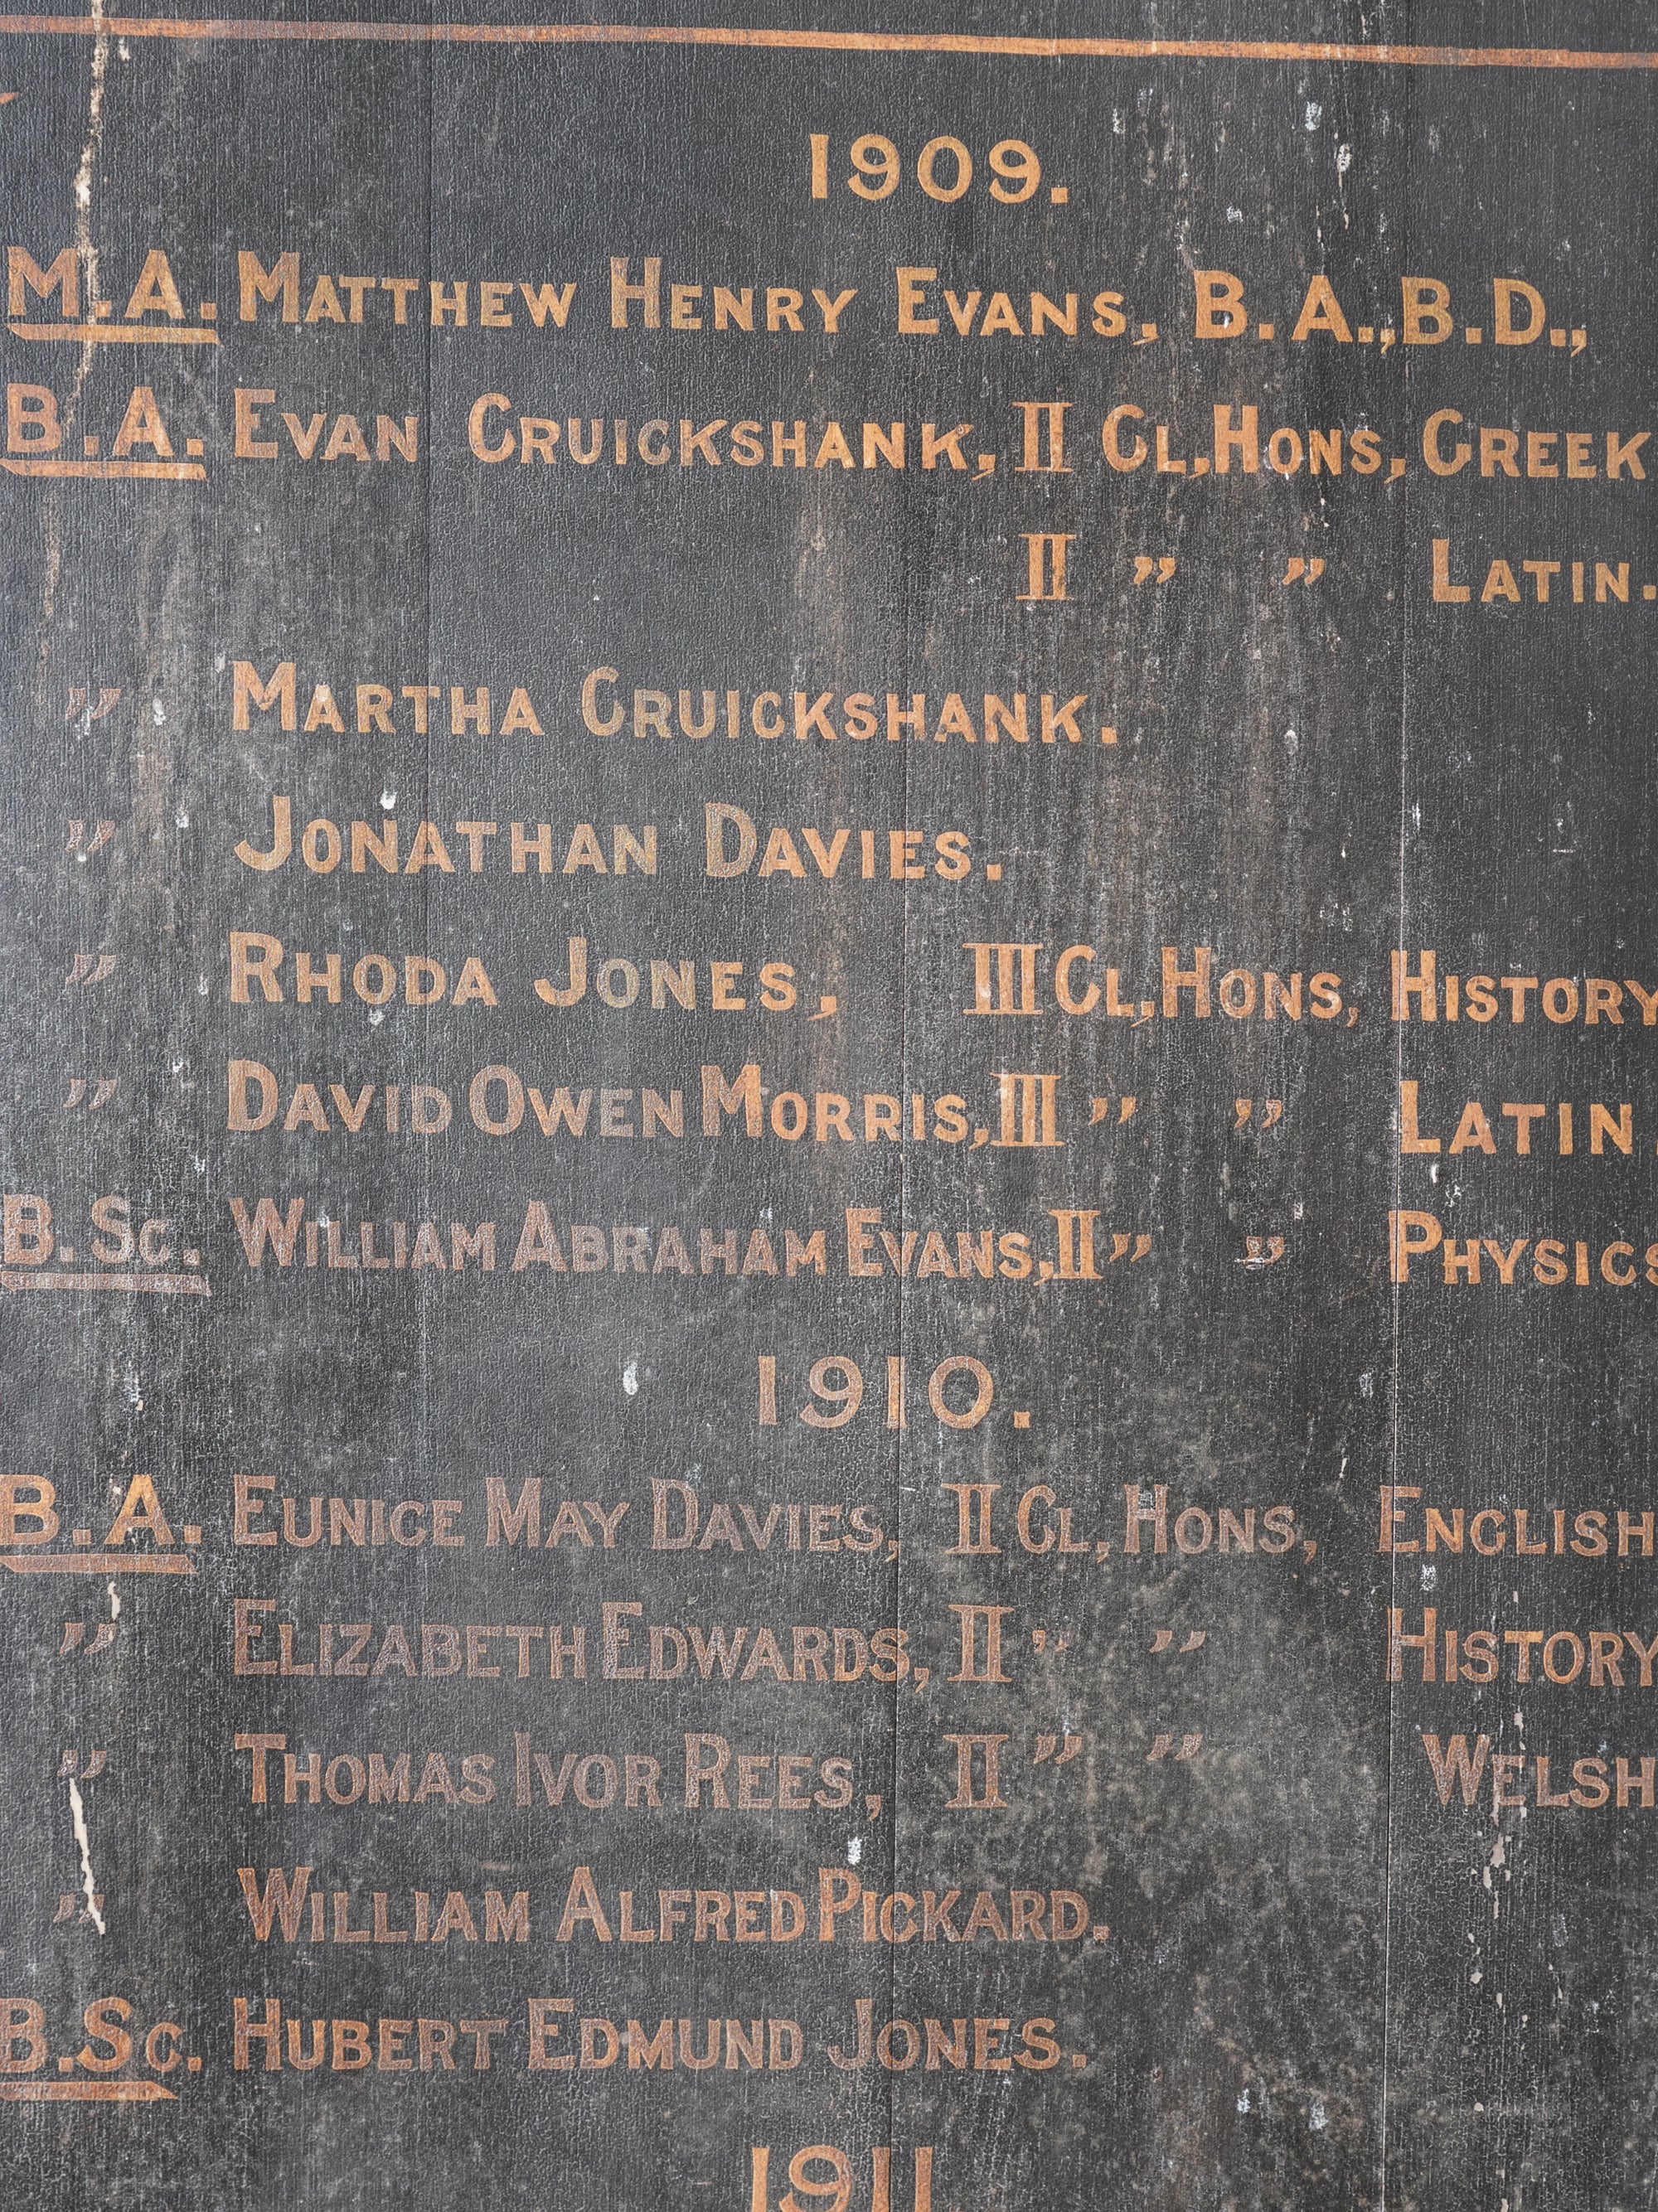 1909.
M.A. MATTHEW HENRY EVANS, B.A.,B.D.,
B.A. EVAN CRUICKSHANK, II CL, HONS, GREEK
II ” ” LATIN.
” MARTHA CRUICKSHANK.
” JONATHAN DAVIES.
” RHODA JONES, III CL, HONS, HISTORY
” DAVID OWEN MORRIS, III ” ” LATIN.
B.Sc. WILLIAM ABRAHAM EVANS, II ” ” PHYSICS
1910.
B.A. EUNICE MAY DAVIES, II CL, HONS, ENGLISH
” ELIZABETH EDWARDS, II ” ” HISTORY
” THOMAS IVOR REES, II ” ” WELSH
” WILLIAM ALFRED PICKARD.
B.Sc. HUBERT EDMUND JONES.
1911